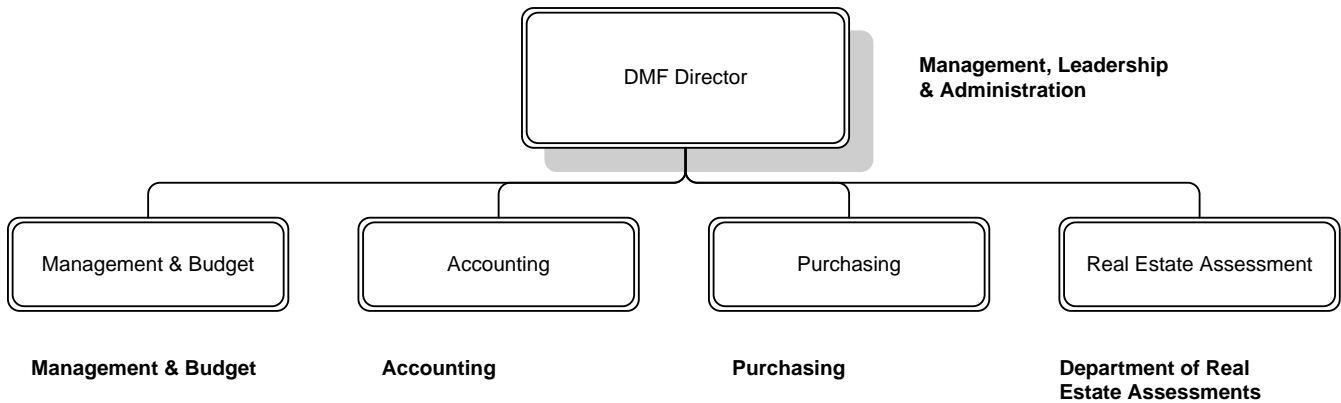 DMF Director
Management, Leadership
& Administration
Management & Budget
Accounting
Purchasing
Real Estate Assessment
Management & Budget
Accounting
Purchasing
Department of Real
Estate Assessments